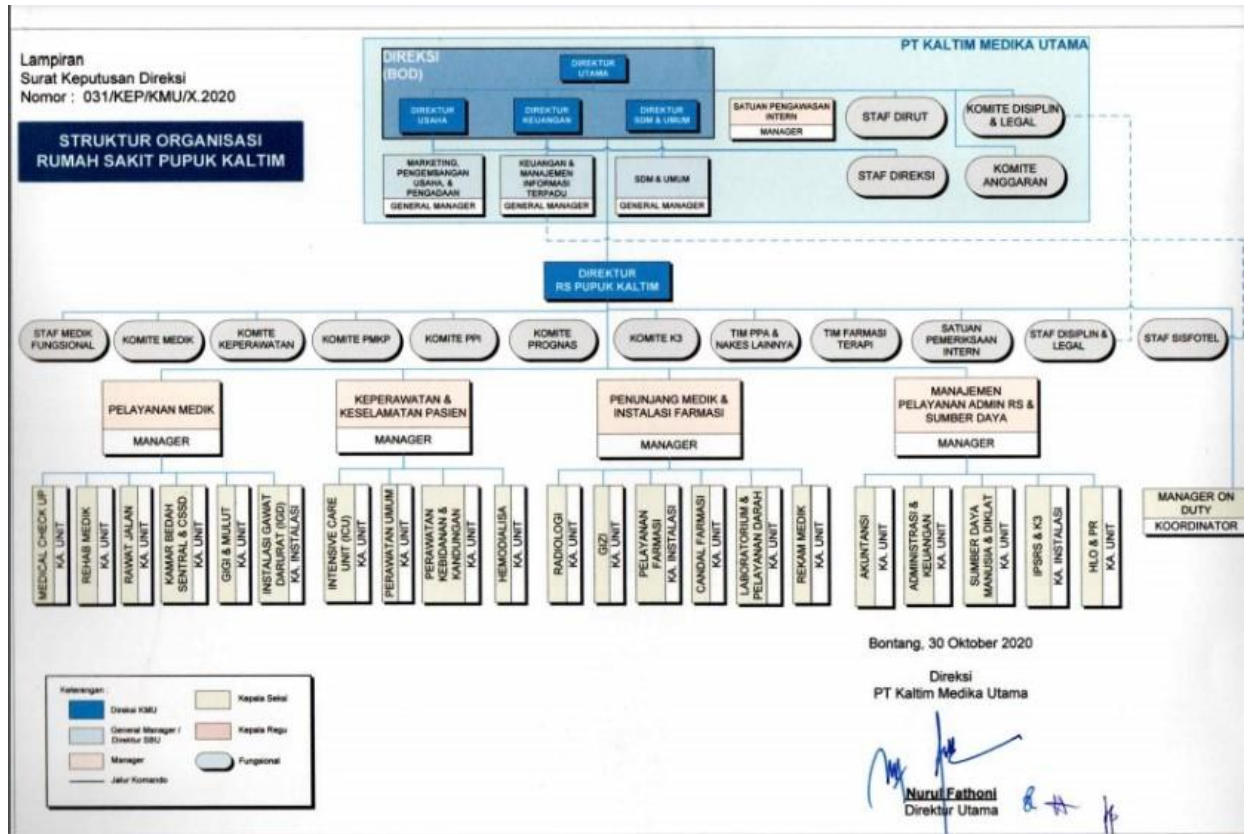 Lampiran
Surat Keputusan Direksi
Nomor : 031/KEP/KMU/X.2020
STRUKTUR ORGANISASI
RUMAH SAKIT PUPUK KALTIM
PT KALTIM MEDIKA UTAMA
DIREKSI
(BOD)
DIREKTUR
UTAMA
DIREKTUR
USAHA
DIREKTUR
KEUANGAN
DIREKTUR
SDM & UMUM
SATUAN PENGAWASAN
INTERN
MANAGER
STAF DIRUT
KOMITE DISIPLIN
& LEGAL
MARKETING,
PENGEMBANGAN
USAHA, &
PENGADAAN
GENERAL MANAGER
KEUANGAN &
MANAJEMEN
INFORMASI
TERPADU
GENERAL MANAGER
SDM & UMUM
GENERAL MANAGER
STAF DIREKSI
KOMITE
ANGGARAN
DIREKTUR
RS PUPUK KALTIM
STAF MEDIK
FUNGSIONAL
KOMITE MEDIK
KOMITE
KEPERAWATAN
KOMITE PMKP
KOMITE PPI
KOMITE
PROGNAS
KOMITE K3
TIM PPA &
NAKES LAINNYA
TIM FARMASI
TERAPI
SATUAN
PEMERIKSAAN
INTERN
STAF DISIPLIN &
LEGAL
STAF SISFOTEL
PELAYANAN MEDIK
MANAGER
KEPERAWATAN &
KESELAMATAN PASIEN
MANAGER
PENUNJANG MEDIK &
INSTALASI FARMASI
MANAGER
MANAJEMEN
PELAYANAN ADMIN RS &
SUMBER DAYA
MANAGER
MEDICAL CHECK UP
KA. UNIT
REHAB MEDIK
KA. UNIT
RAWAT JALAN
KA. UNIT
KAMAR BEDAH
SENTRAL & CSSD
KA. UNIT
GIGI & MULUT
KA. UNIT
INSTALASI GAWAT
DARURAT (IGD)
KA. INSTALASI
INTENSIVE CARE
UNIT (ICU)
KA. UNIT
PERAWATAN UMUM
KA. UNIT
PERAWATAN
KEBIDANAN &
KANDUNGAN
KA. UNIT
HEMODIALISA
KA. UNIT
RADIOLOGI
KA. UNIT
GIZI
KA. UNIT
PELAYANAN
FARMASI
KA. INSTALASI
CANDAL FARMASI
KA. UNIT
LABORATORIUM &
PELAYANAN DARAH
KA. UNIT
REKAM MEDIK
KA. UNIT
AKUNTANSI
KA. UNIT
ADMINISTRASI &
KEUANGAN
KA. UNIT
SUMBER DAYA
MANUSIA & DIKLAT
KA. UNIT
IPSRS & K3
KA. INSTALASI
HLO & PR
KA. UNIT
MANAGER ON
DUTY
KOORDINATOR
Bontang, 30 Oktober 2020
Direksi
PT Kaltim Medika Utama
Nurul Fathoni
Direktur Utama
Keterangan :
Direksi KMU
General Manager /
Direktur SBU
Manager
Jalur Komando
Kepala Seksi
Kepala Regu
Fungsional